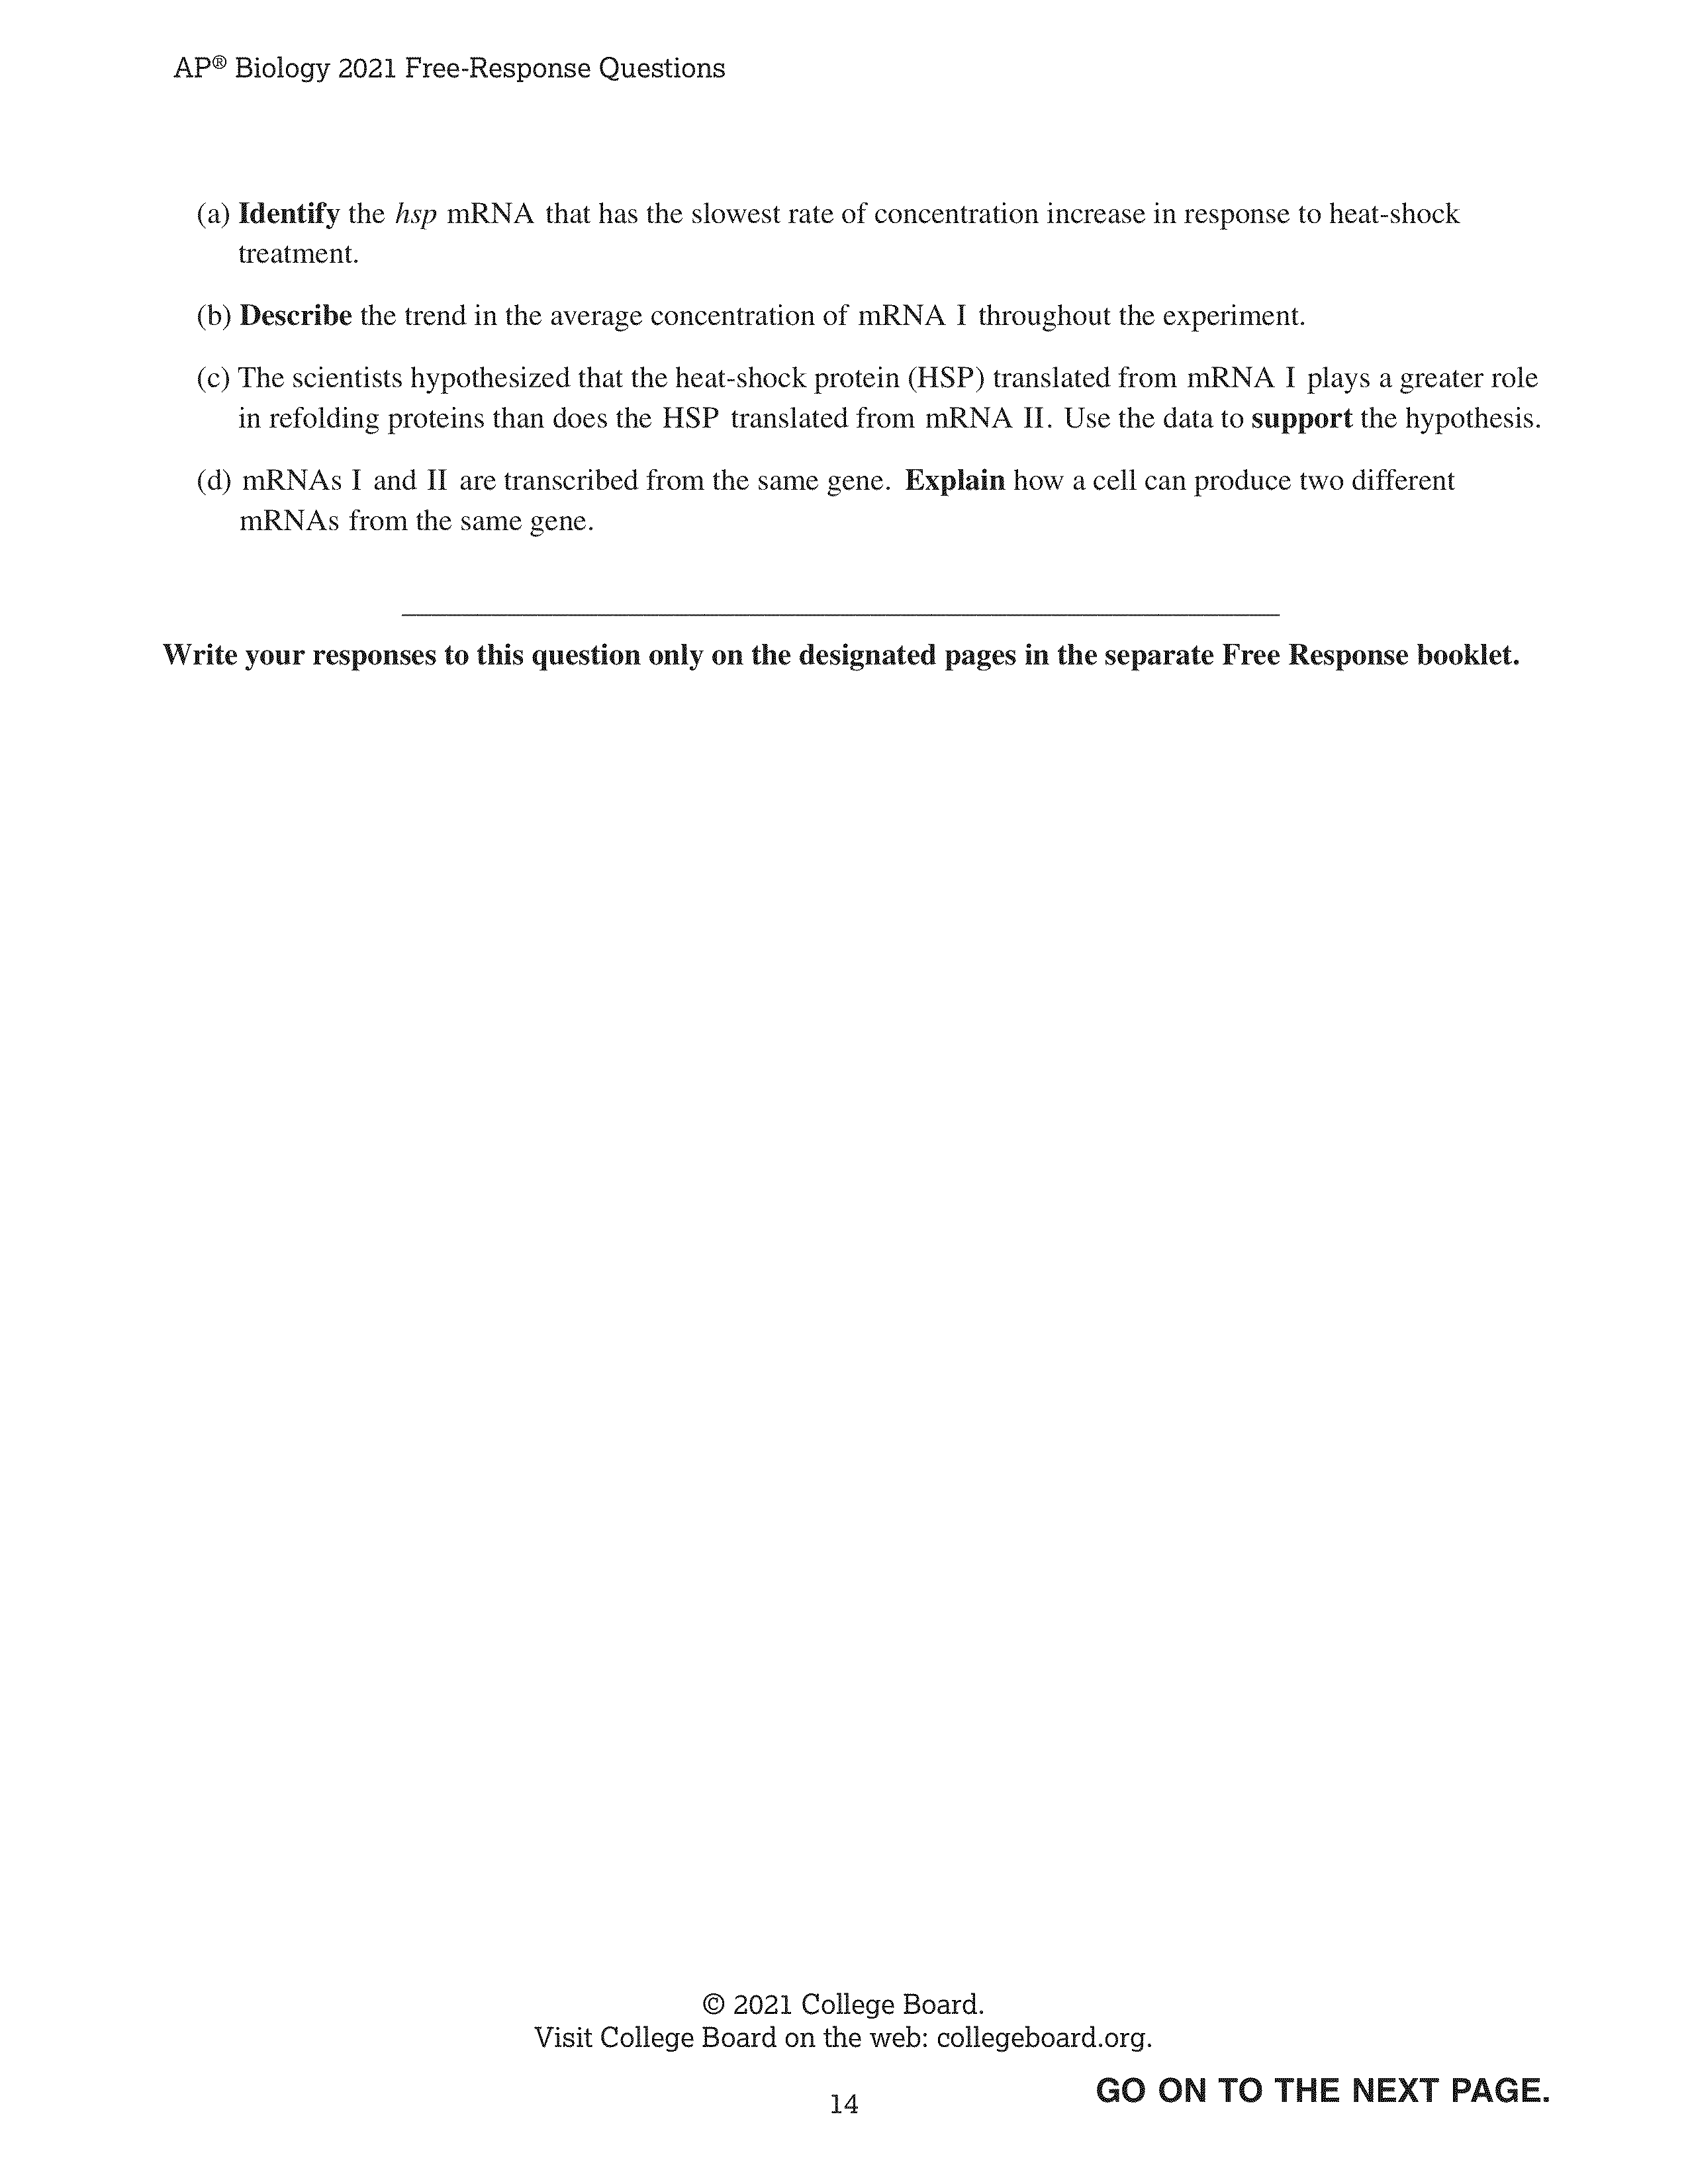 AP® Biology 2021 Free-Response Questions
(a) Identify the hsp mRNA that has the slowest rate of concentration increase in response to heat-shock
treatment.
(b) Describe the trend in the average concentration of mRNA I throughout the experiment.
(c) The scientists hypothesized that the heat-shock protein (HSP) translated from mRNA I plays a greater role
in refolding proteins than does the HSP translated from mRNA II. Use the data to support the hypothesis.
(d) mRNAs I and II are transcribed from the same gene. Explain how a cell can produce two different
mRNAs from the same gene.
Write your responses to this question only on the designated pages in the separate Free Response booklet.
© 2021 College Board.
Visit College Board on the web: collegeboard.org.
GO ON TO THE NEXT PAGE.
14